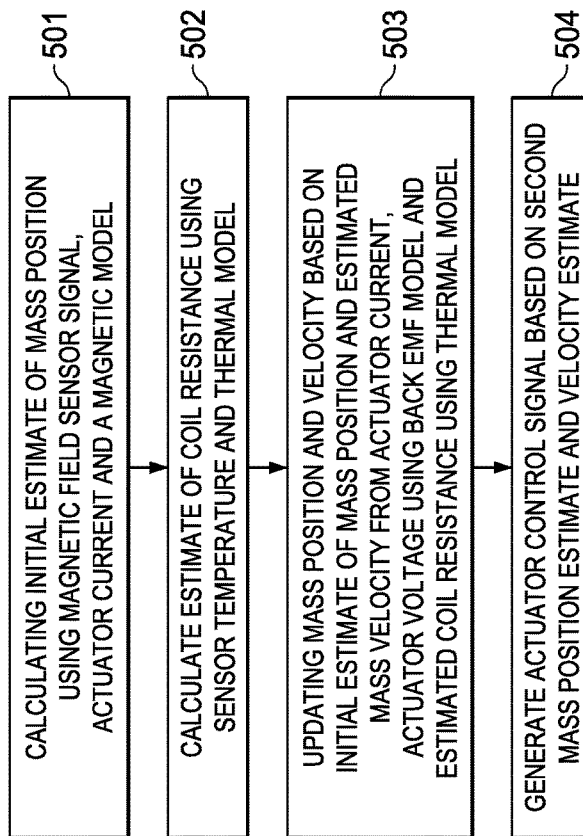 CALCULATING INITIAL ESTIMATE OF MASS POSITION
USING MAGNETIC FIELD SENSOR SIGNAL,
ACTUATOR CURRENT AND A MAGNETIC MODEL
501
CALCULATE ESTIMATE OF COIL RESISTANCE USING
SENSOR TEMPERATURE AND THERMAL MODEL
502
UPDATING MASS POSITION AND VELOCITY BASED ON
INITIAL ESTIMATE OF MASS POSITION AND ESTIMATED
MASS VELOCITY FROM ACTUATOR CURRENT,
ACTUATOR VOLTAGE USING BACK EMF MODEL AND
ESTIMATED COIL RESISTANCE USING THERMAL MODEL
503
GENERATE ACTUATOR CONTROL SIGNAL BASED ON SECOND
MASS POSITION ESTIMATE AND VELOCITY ESTIMATE
504